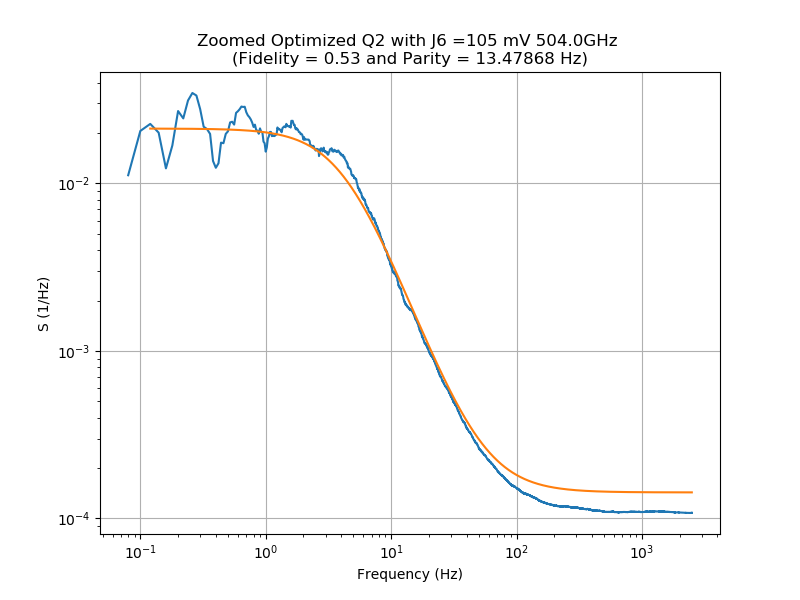 Zoomed Optimized Q2 with J6 =105 mV 504.0GHz
(Fidelity = 0.53 and Parity = 13.47868 Hz)
S (1/Hz)
10⁻²
10⁻³
10⁻⁴
10⁻¹ 10⁰ 10¹ 10² 10³
Frequency (Hz)